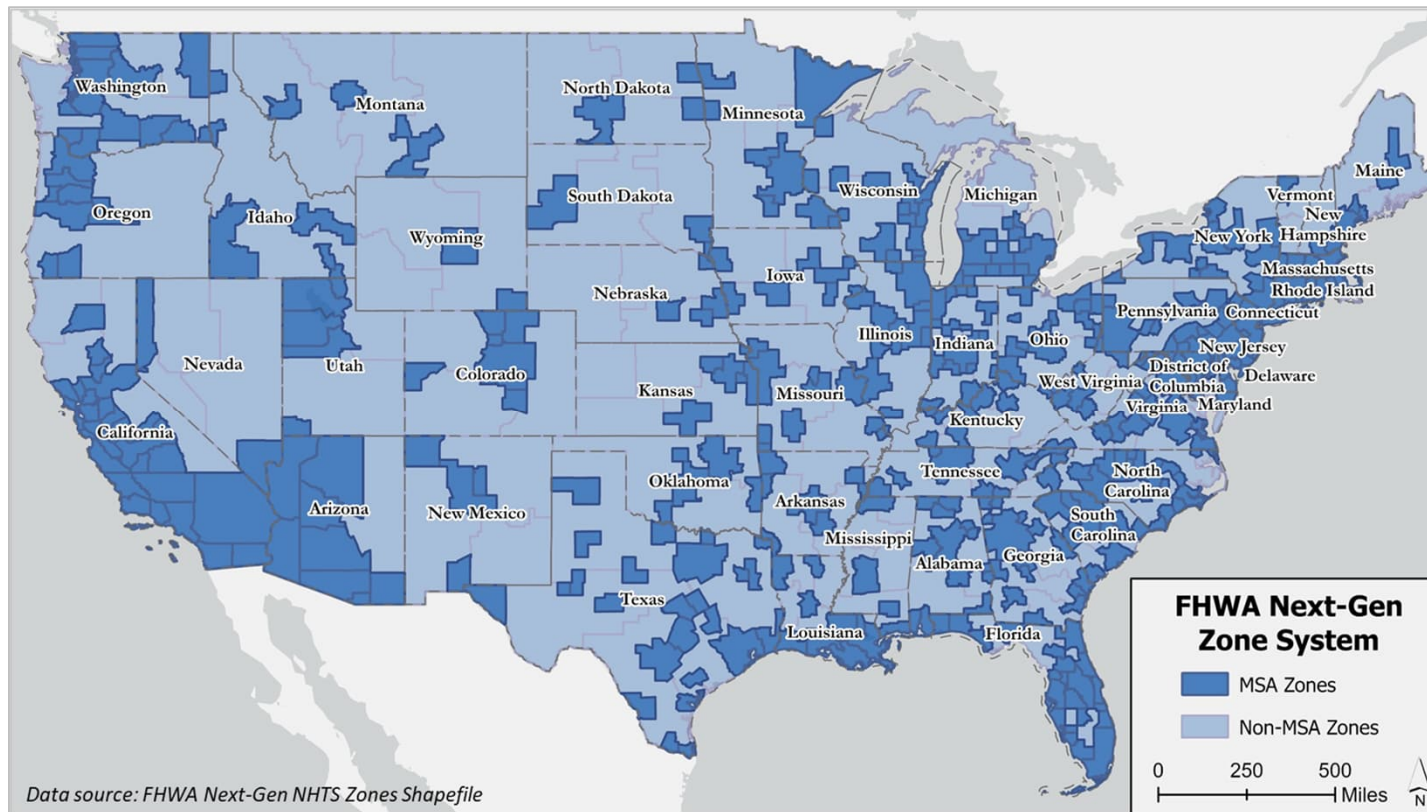 Washington
Montana
North Dakota
Minnesota
Maine
Vermont
New
Hampshire
Wisconsin
Michigan
Oregon
Idaho
South Dakota
Wyoming
New York
Massachusetts
Rhode Island
Connecticut
Iowa
Nebraska
Pennsylvania
Illinois
Indiana
Ohio
New Jersey
Nevada
Utah
Colorado
Kansas
Missouri
West Virginia
District of
Columbia
Delaware
Maryland
Virginia
Kentucky
California
Tennessee
North
Carolina
Oklahoma
Arkansas
Arizona
New Mexico
South
Carolina
Mississippi
Alabama
Georgia
Texas
Louisiana
Florida
FHWA Next-Gen
Zone System
MSA Zones
Non-MSA Zones
0 250 500
Miles
N
Data source: FHWA Next-Gen NHTS Zones Shapefile